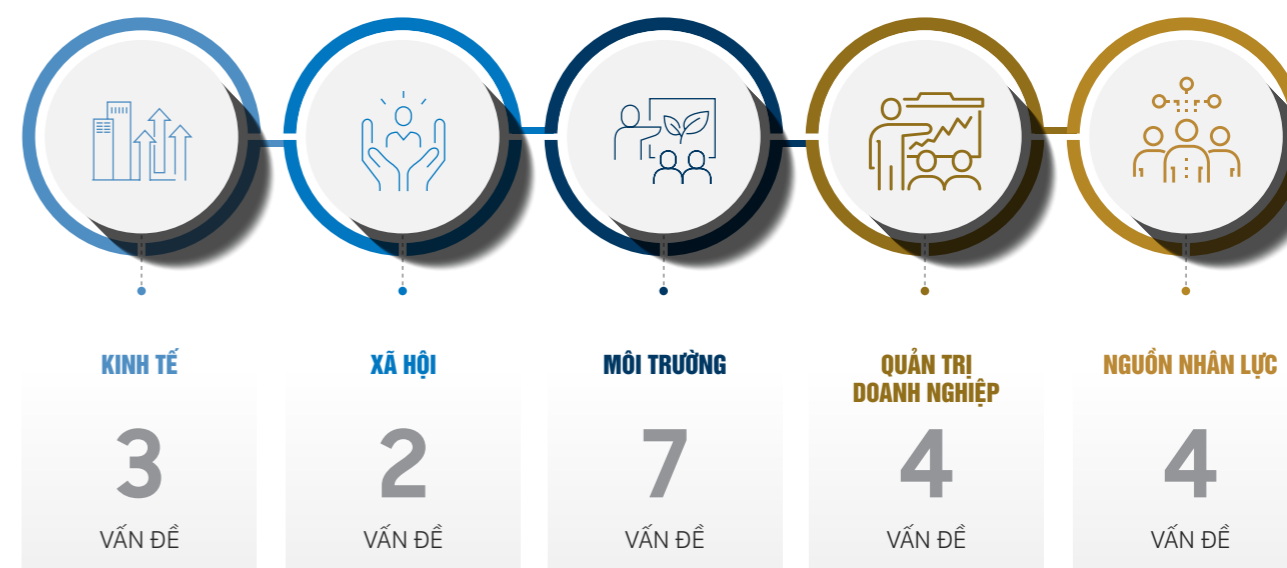 KINH TẾ
3
VẤN ĐỀ
XÃ HỘI
2
VẤN ĐỀ
MÔI TRƯỜNG
7
VẤN ĐỀ
QUẢN TRỊ
DOANH NGHIỆP
4
VẤN ĐỀ
NGUỒN NHÂN LỰC
4
VẤN ĐỀ